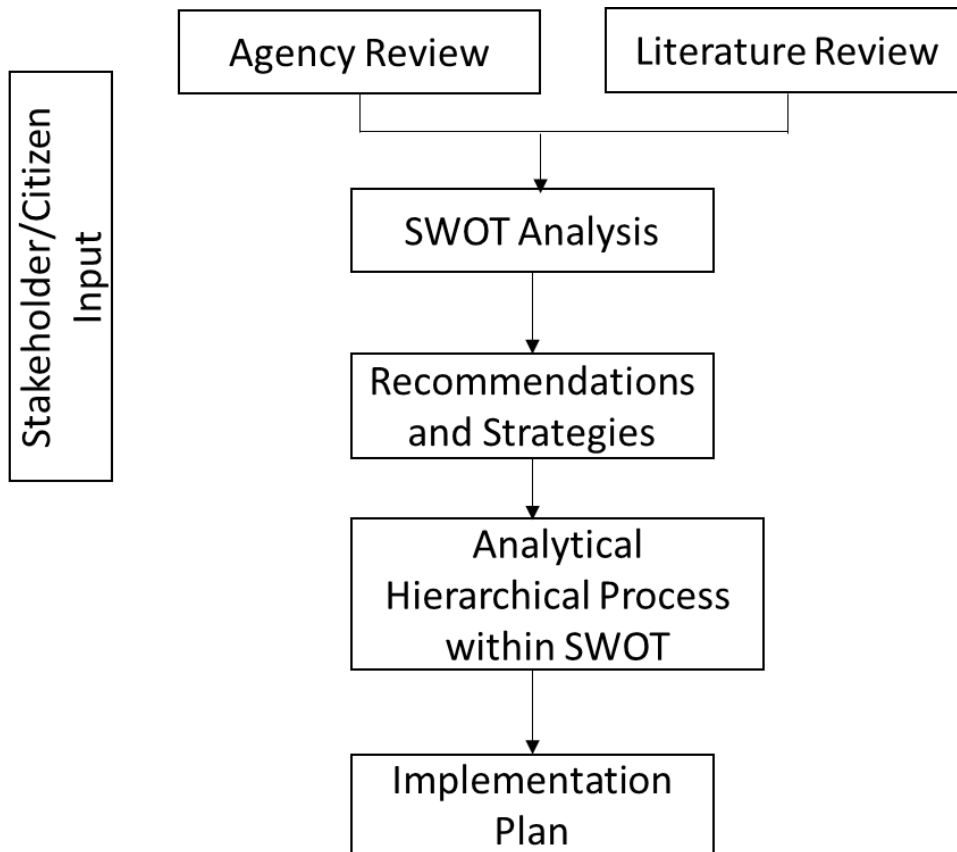 Agency Review
Literature Review
Stakeholder/Citizen
Input
SWOT Analysis
Recommendations
and Strategies
Analytical
Hierarchical Process
within SWOT
Implementation
Plan